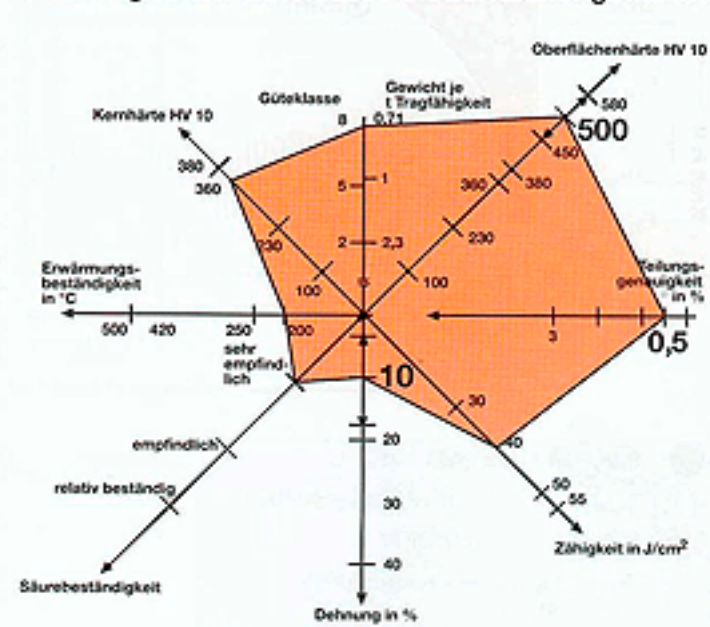 Oberflächenhärte HV 10
580
500
450
Gewicht je
t Tragfähigkeit
Güteklasse
8
0,71
Kernhärte HV 10
380
360
5
1
360
380
230
2
2,3
230
100
100
Erwärmungs-
beständigkeit
in °C
Teilungs-
genauigkeit
in %
500
420
250
200
3
0,5
sehr
empfind-
lich
10
30
20
40
empfindlich
relativ beständig
30
50
55
40
Zähigkeit in J/cm²
Säurebeständigkeit
Dehnung in %